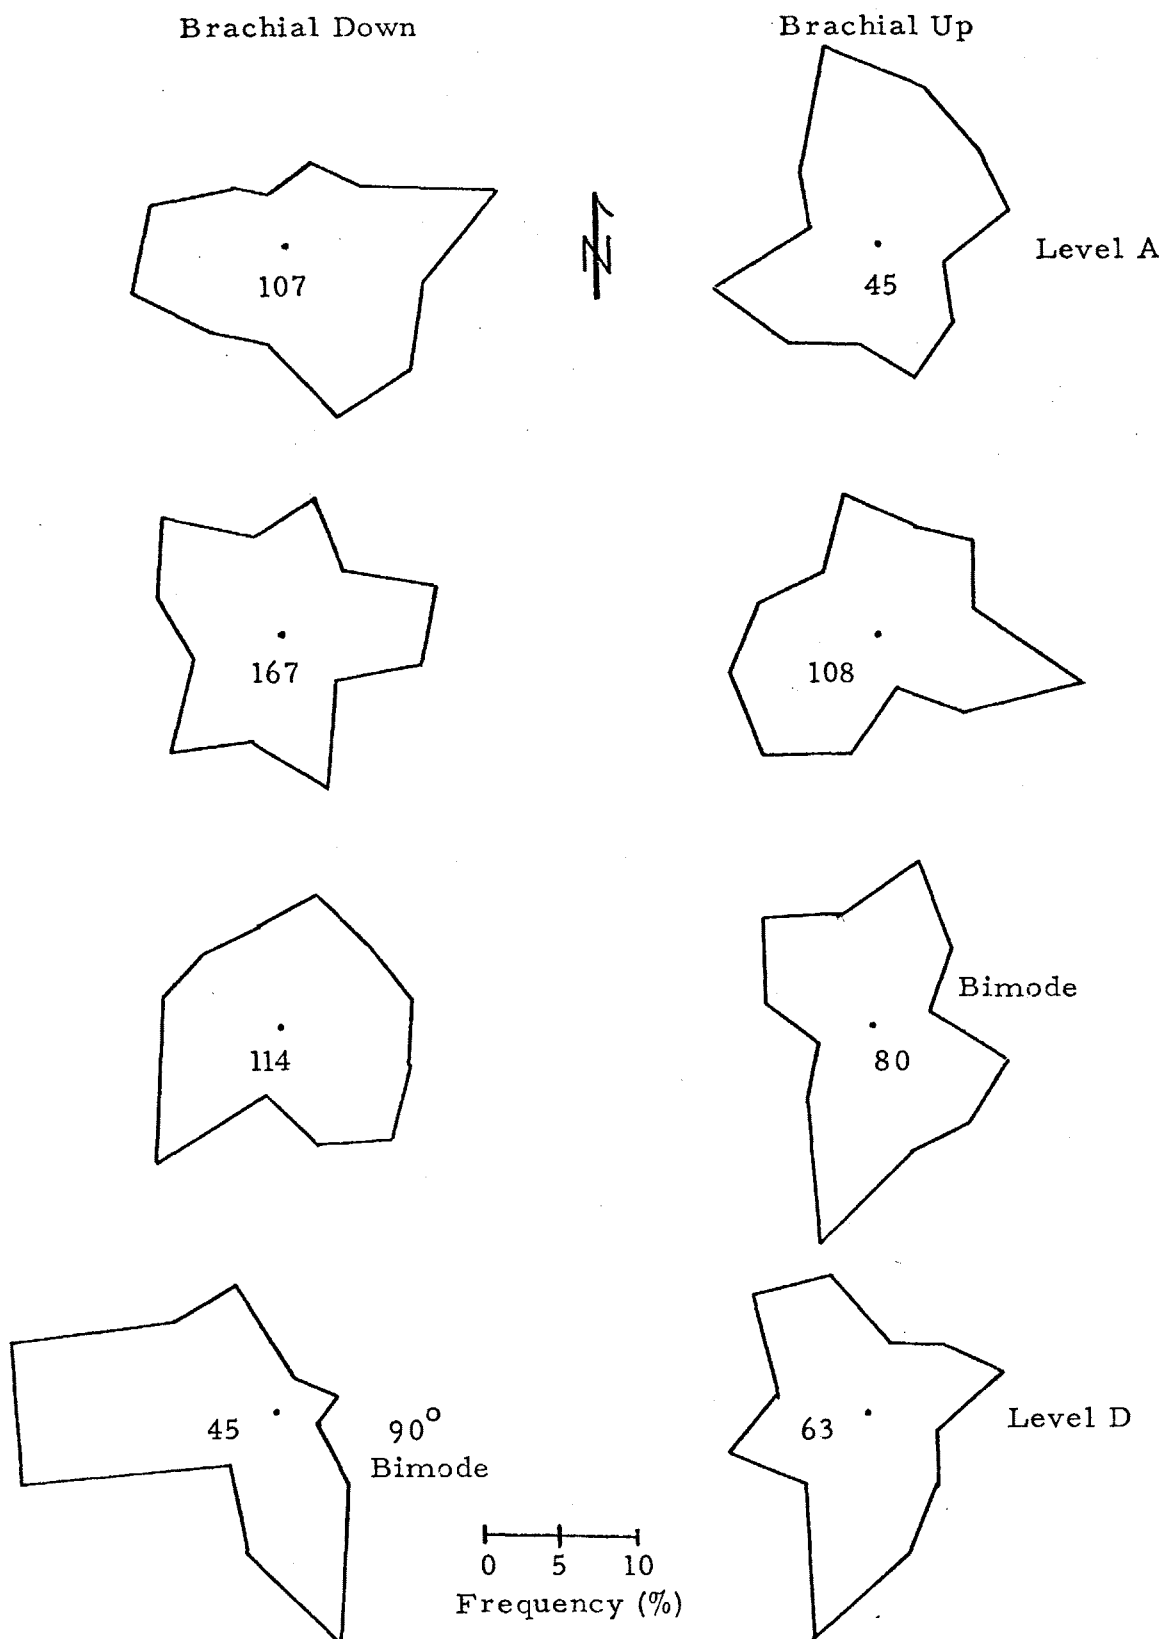 Brachial Down
Brachial Up
N
107
45
Level A
167
108
114
Bimode
80
45
90°
Bimode
63
Level D
0 5 10
Frequency (%)